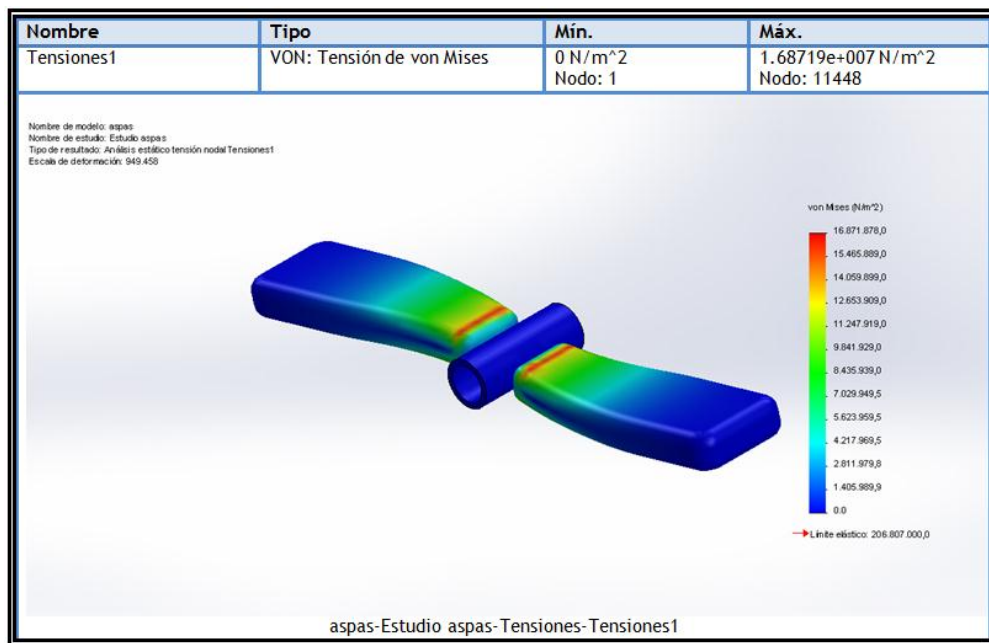 Nombre Tipo Mín. Máx.
Tensiones1 VON: Tensión de von Mises 0 N/m^2 1.68719e+007 N/m^2
Nodo: 1 Nodo: 11448
Nombre de modelo: aspas
Nombre de estudio: Estudio aspas
Tipo de resultado: Análisis estático tensión nodal Tensiones1
Escala de deformación: 949.458
von Mises (N/m^2)
16.871.878,0
15.465.889,0
14.059.899,0
12.653.909,0
11.247.919,0
9.841.929,0
8.435.939,0
7.029.949,5
5.623.959,5
4.217.969,5
2.811.979,8
1.405.989,9
0.0
Límite elástico: 206.807.000,0
aspas-Estudio aspas-Tensiones-Tensiones1